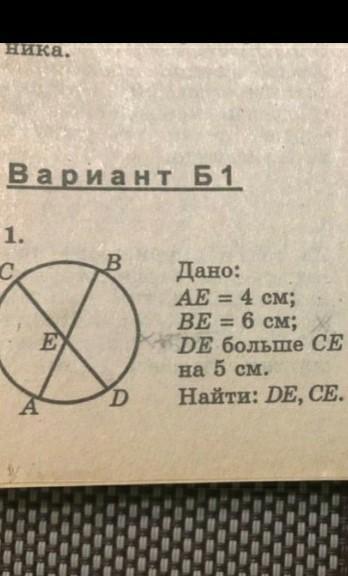 ника.
Вариант Б1
1.
C
B
E
A
D
Дано:
AE = 4 см;
BE = 6 см;
DE больше CE
на 5 см.
Найти: DE, CE.